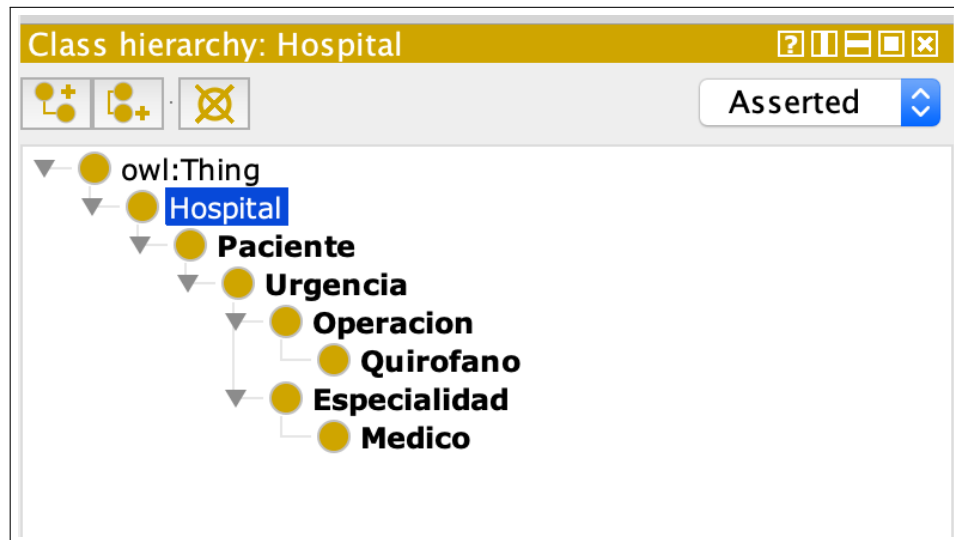 Class hierarchy: Hospital
Asserted
owl:Thing
Hospital
Paciente
Urgencia
Operacion
Quirofano
Especialidad
Medico